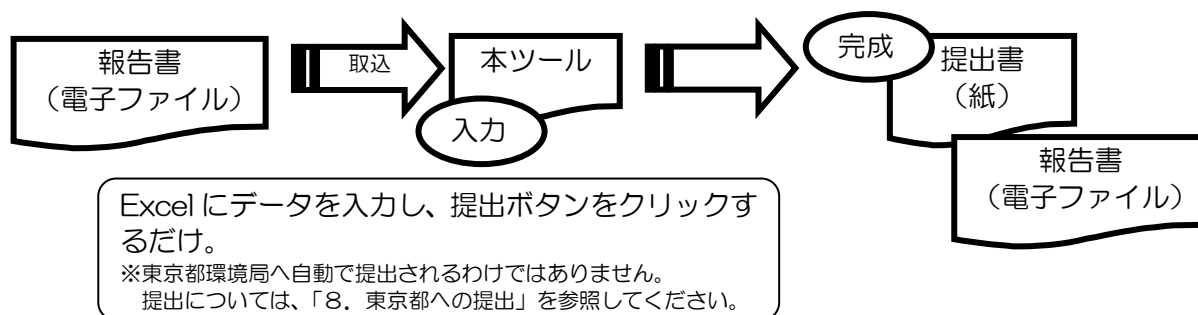 報告書
（電子ファイル）
取込
本ツール
入力
完成
提出書
（紙）
報告書
（電子ファイル）
Excel にデータを入力し、提出ボタンをクリックす
るだけ。
※東京都環境局へ自動で提出されるわけではありません。
提出については、「８．東京都への提出」を参照してください。